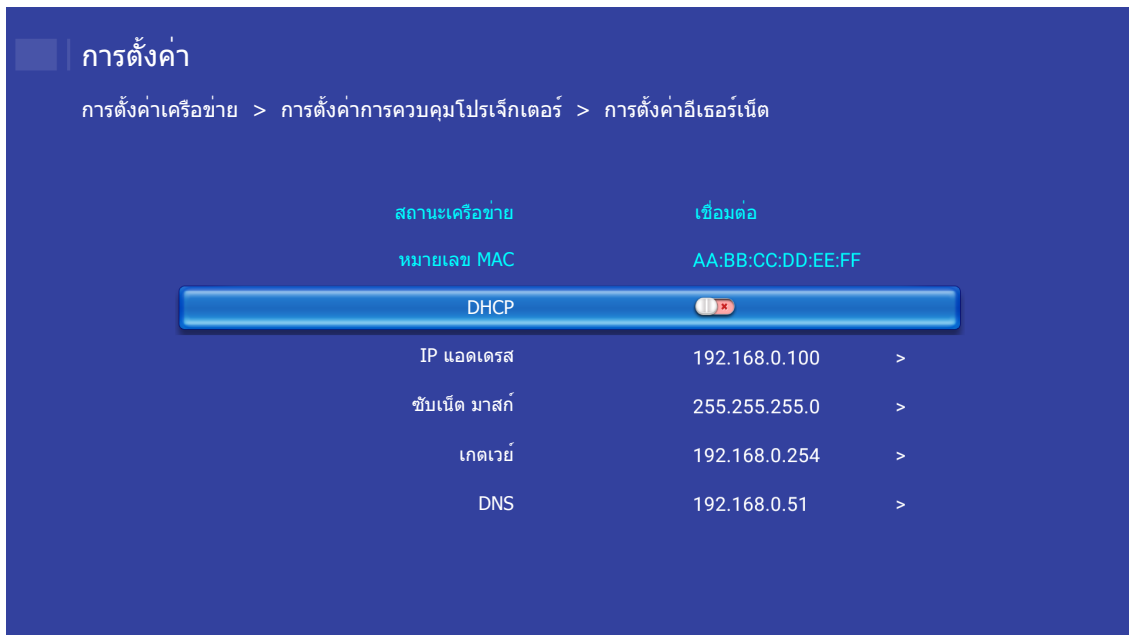 การตั้งค่า
การตั้งค่าเครือข่าย > การตั้งค่าการควบคุมโปรเจ็กเตอร์ > การตั้งค่าอีเธอร์เน็ต
สถานะเครือข่าย เชื่อมต่อ
หมายเลข MAC AA:BB:CC:DD:EE:FF
DHCP
IP แอดเดรส 192.168.0.100 >
ซับเน็ต มาสก์ 255.255.255.0 >
เกตเวย์ 192.168.0.254 >
DNS 192.168.0.51 >